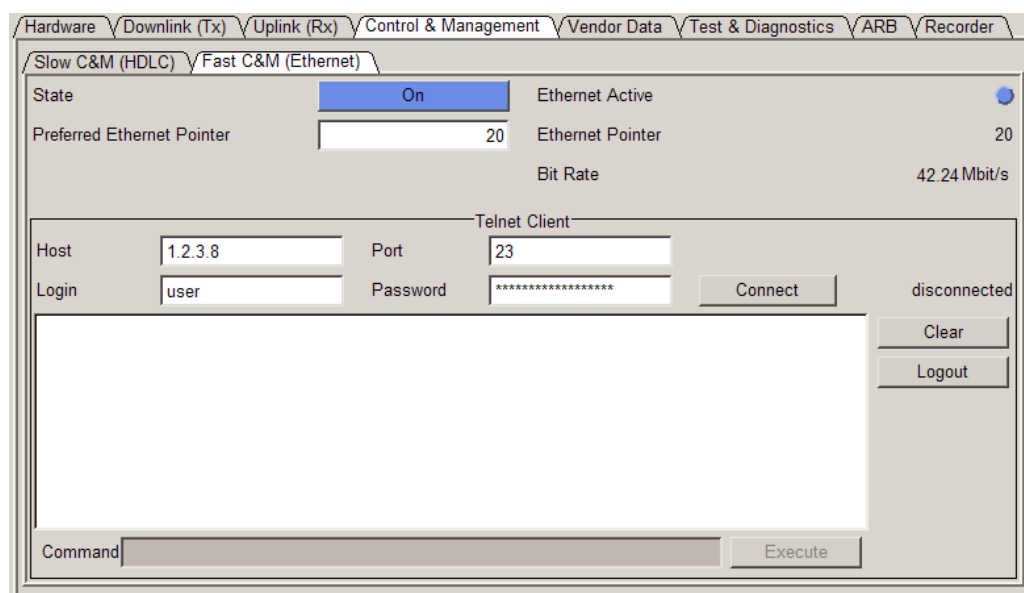 Hardware Downlink (Tx) Uplink (Rx) Control & Management Vendor Data Test & Diagnostics ARB Recorder
Slow C&M (HDLC) Fast C&M (Ethernet)
State On Ethernet Active
Preferred Ethernet Pointer 20 Ethernet Pointer 20
Bit Rate 42.24 Mbit/s
Telnet Client
Host 1.2.3.8 Port 23
Login user Password ****************** Connect disconnected
Clear
Logout
Command Execute